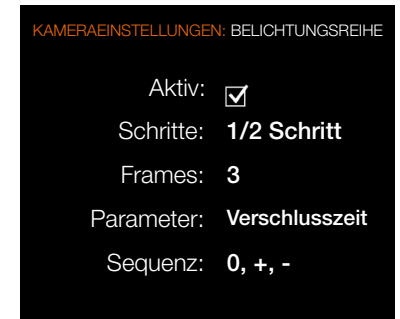 KAMERAEINSTELLUNGEN: BELICHTUNGSREIHE
Aktiv:
Schritte: 1/2 Schritt
Frames: 3
Parameter: Verschlusszeit
Sequenz: 0, +, -